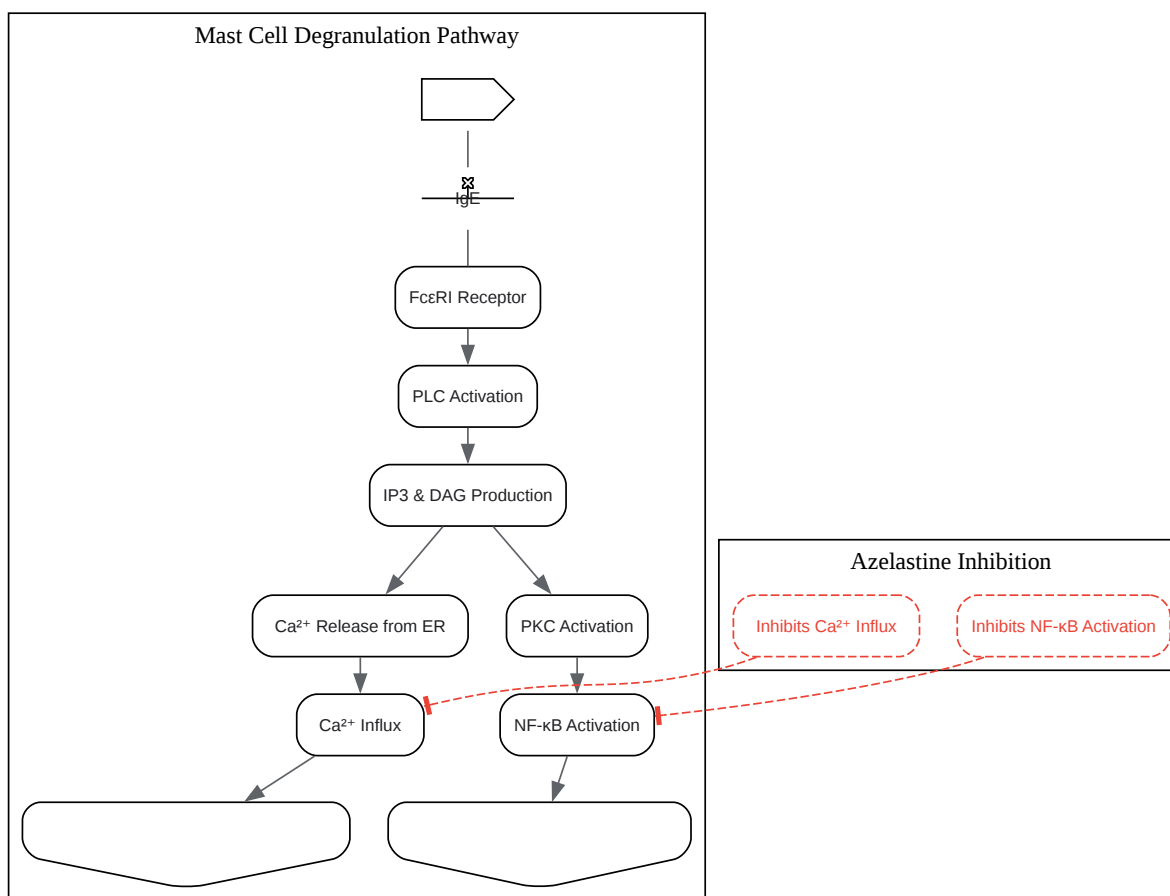 Mast Cell Degranulation Pathway
IgE
FcεRI Receptor
PLC Activation
IP3 & DAG Production
Ca²⁺ Release from ER
PKC Activation
Ca²⁺ Influx
NF-κB Activation
Azelastine Inhibition
Inhibits Ca²⁺ Influx
Inhibits NF-κB Activation